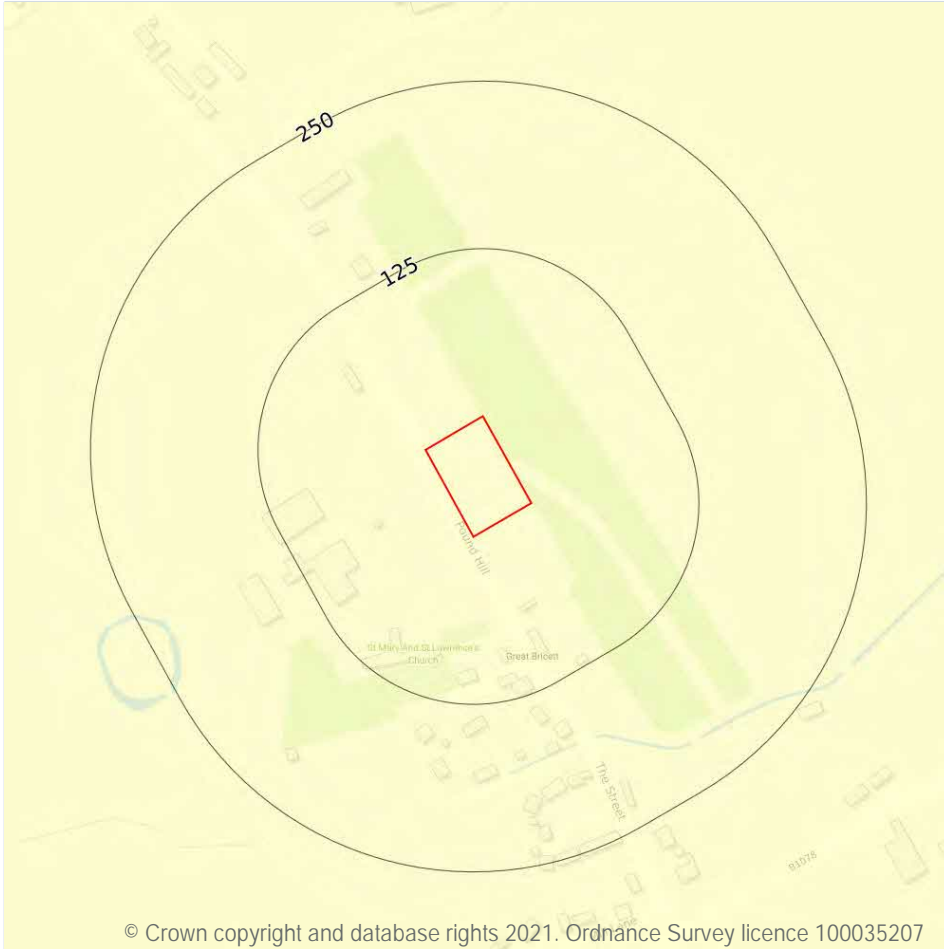 250
125
Pound Hill
St Mary And St Lawrence's
Church
Great Bricett
The Street
B1078
© Crown copyright and database rights 2021. Ordnance Survey licence 100035207